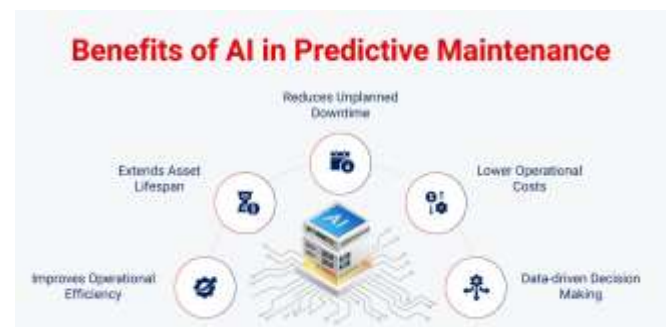 Benefits of AI in Predictive Maintenance
Reduces Unplanned
Downtime
Extends Asset
Lifespan
Lower Operational
Costs
AI
Improves Operational
Efficiency
Data-driven Decision
Making